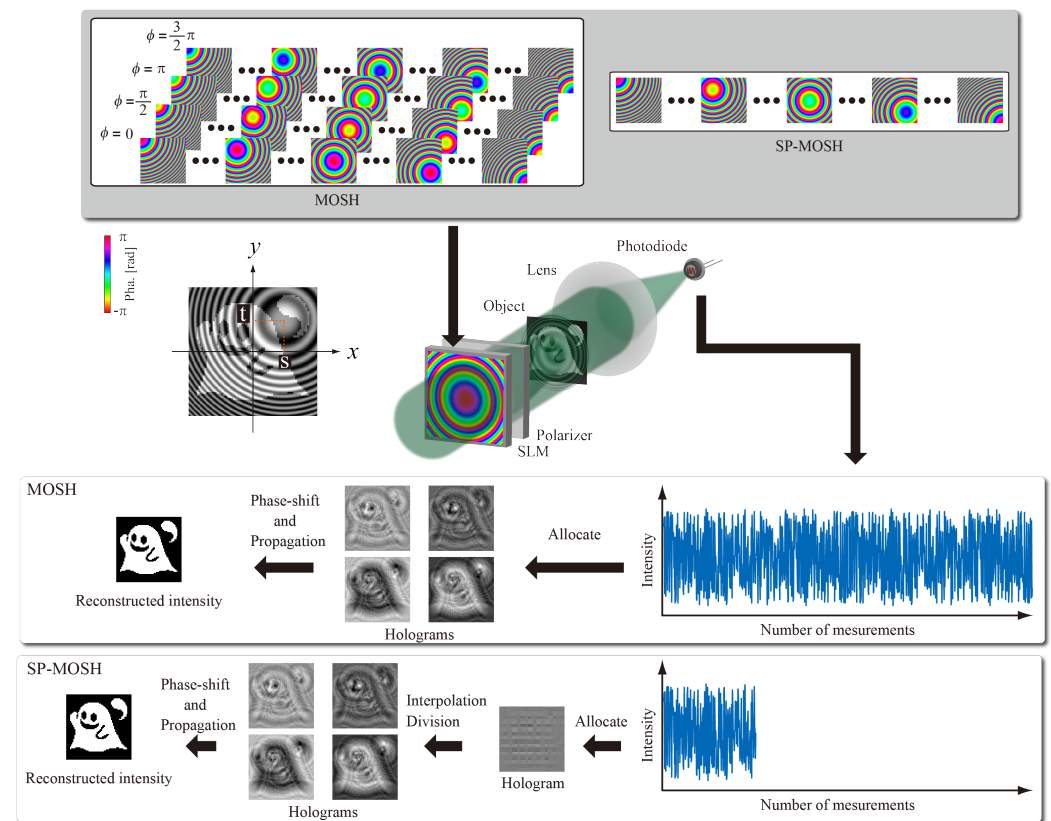 ϕ = 3/2 π
ϕ = π
ϕ = π/2
ϕ = 0
MOSH
SP-MOSH
π
Pha. [rad]
-π
y
t
s
x
Photodiode
Lens
Object
Polarizer
SLM
MOSH
Reconstructed intensity
Phase-shift
and
Propagation
Holograms
Allocate
Intensity
Number of mesurements
SP-MOSH
Reconstructed intensity
Phase-shift
and
Propagation
Holograms
Interpolation
Division
Hologram
Allocate
Intensity
Number of mesurements